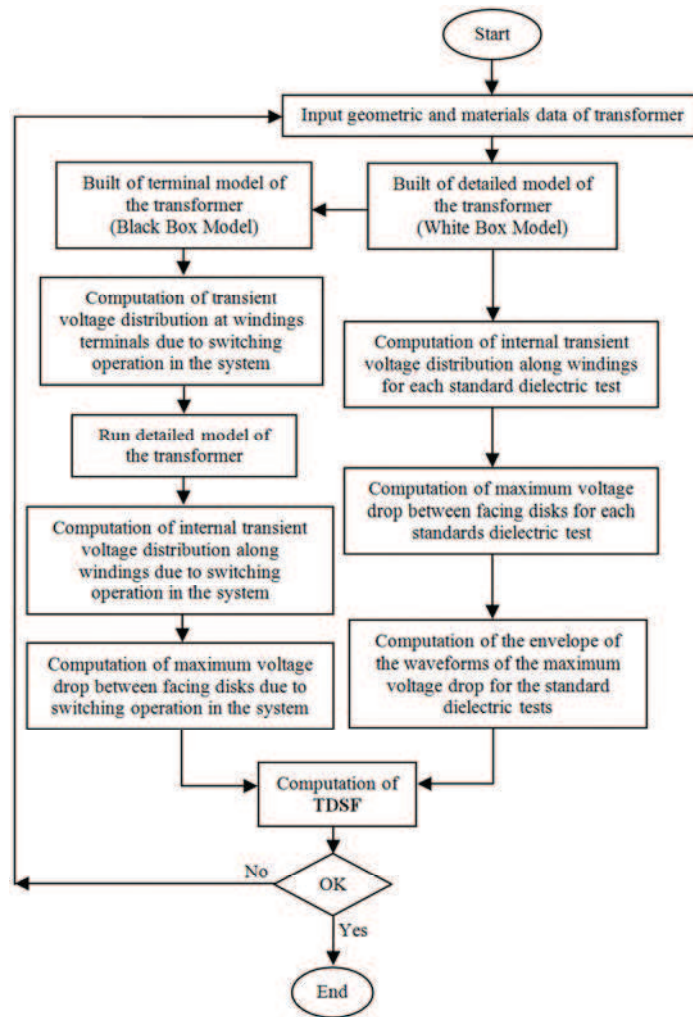 Start
Input geometric and materials data of transformer
Built of terminal model of
the transformer
(Black Box Model)
Built of detailed model of
the transformer
(White Box Model)
Computation of transient
voltage distribution at windings
terminals due to switching
operation in the system
Computation of internal transient
voltage distribution along windings
for each standard dielectric test
Run detailed model of
the transformer
Computation of maximum voltage
drop between facing disks for each
standards dielectric test
Computation of internal transient
voltage distribution along
windings due to switching
operation in the system
Computation of the envelope of
the waveforms of the maximum
voltage drop for the standard
dielectric tests
Computation of maximum voltage
drop between facing disks due to
switching operation in the system
Computation of
TDSF
No
OK
Yes
End